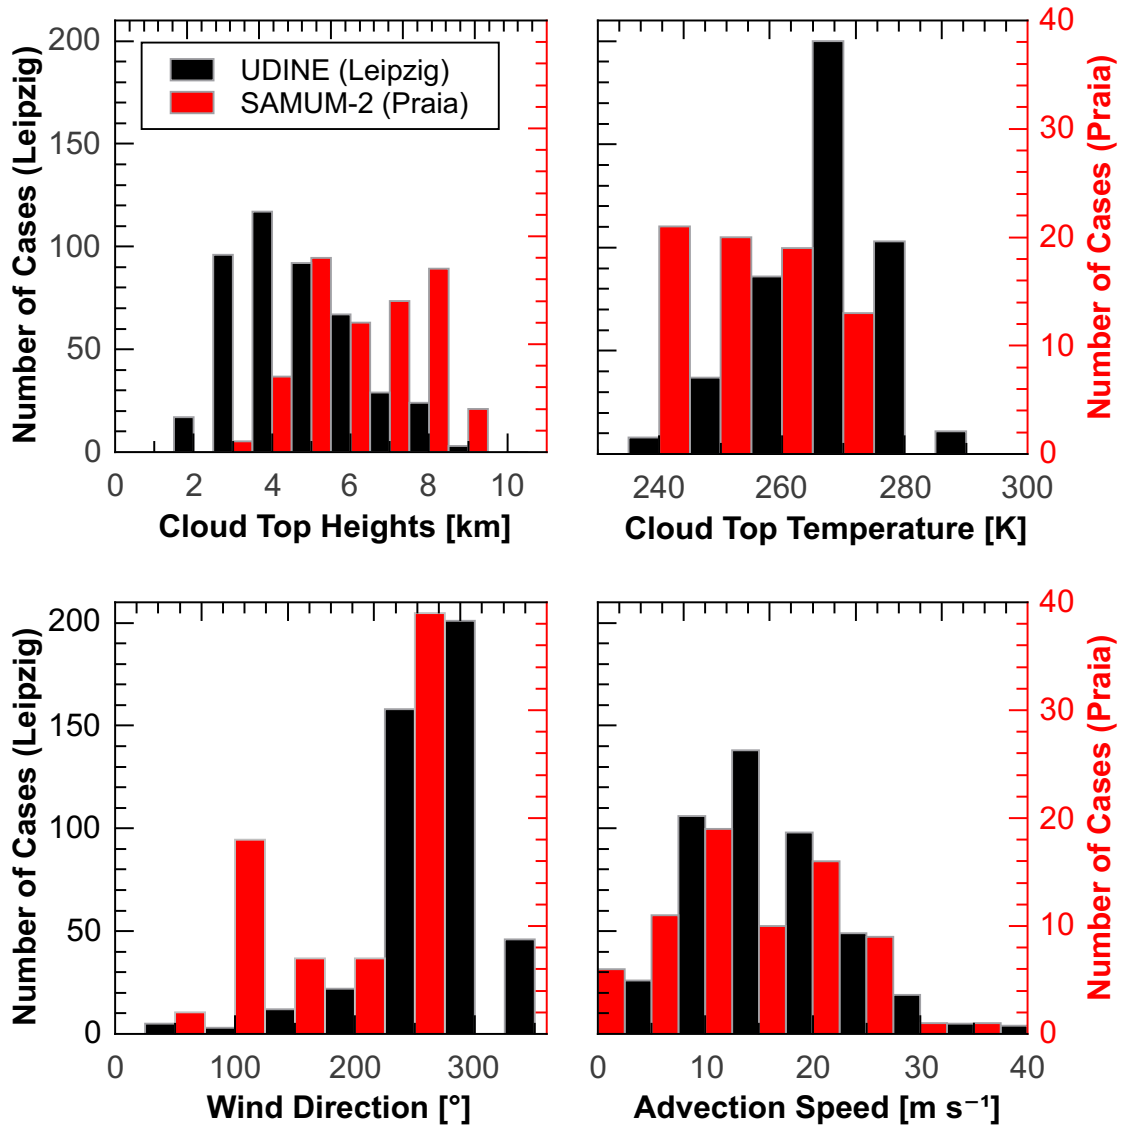 Number of Cases (Leipzig)
200
150
100
50
0
UDINE (Leipzig)
SAMUM-2 (Praia)
0 2 4 6 8 10
Cloud Top Heights [km]
40
30
20
10
0
Number of Cases (Praia)
240 260 280 300
Cloud Top Temperature [K]
Number of Cases (Leipzig)
200
150
100
50
0
0 100 200 300
Wind Direction [°]
40
30
20
10
0
Number of Cases (Praia)
0 10 20 30 40
Advection Speed [m s⁻¹]